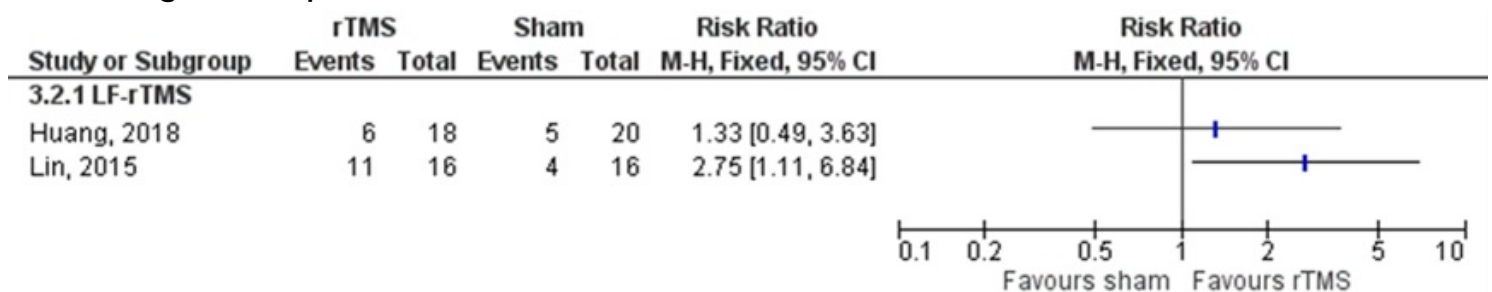 rTMS Sham Risk Ratio Risk Ratio
Study or Subgroup Events Total Events Total M-H, Fixed, 95% CI M-H, Fixed, 95% CI
3.2.1 LF-rTMS
Huang, 2018 6 18 5 20 1.33 [0.49, 3.63]
Lin, 2015 11 16 4 16 2.75 [1.11, 6.84]
0.1 0.2 0.5 1 2 5 10
Favours sham Favours rTMS